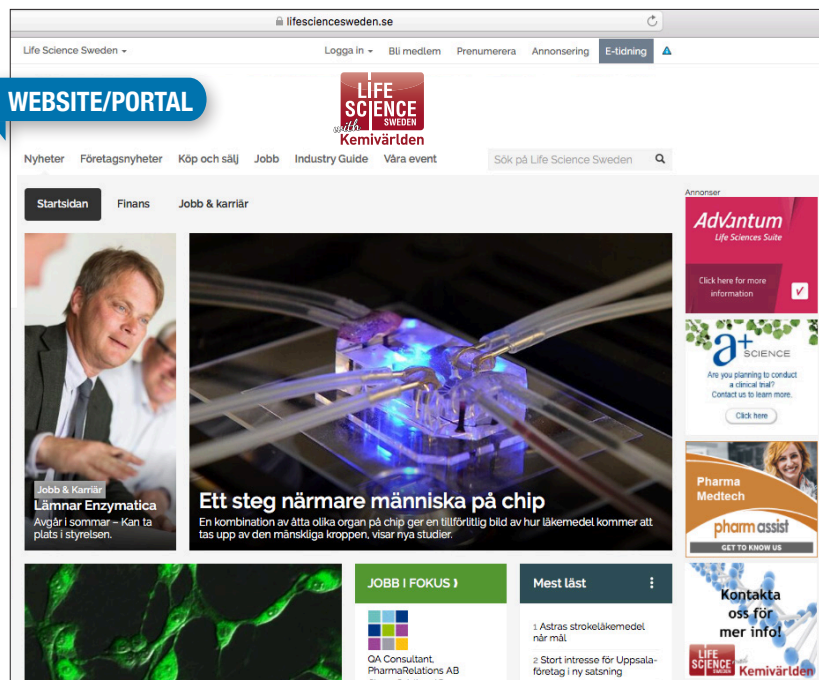 lifesciencesweden.se
Life Science Sweden
Logga in
Bli medlem
Prenumerera
Annonsering
E-tidning
WEBSITE/PORTAL
LIFE
SCIENCE
SWEDEN
with
Kemivärlden
Nyheter
Företagsnyheter
Köp och sälj
Jobb
Industry Guide
Våra event
Sök på Life Science Sweden
Startsidan
Finans
Jobb & karriär
Annonser
Advantum
Life Sciences Suite
Click here for more
information
a+
SCIENCE
Are you planning to conduct
a clinical trial?
Contact us to learn more.
Click here
Jobb & Karriär
Lämnar Enzymatica
Avgår i sommar – Kan ta
plats i styrelsen.
Ett steg närmare människa på chip
En kombination av åtta olika organ på chip ger en tillförlitlig bild av hur läkemedel kommer att
tas upp av den mänskliga kroppen, visar nya studier.
Pharma
Medtech
pharm assist
GET TO KNOW US
JOBB I FOKUS
QA Consultant,
PharmaRelations AB
Mest läst
1 Astras strokeläkemedel
når mål
2 Stort intresse för Uppsala-
företag i ny satsning
Kontakta
oss för
mer info!
LIFE
SCIENCE
Kemivärlden